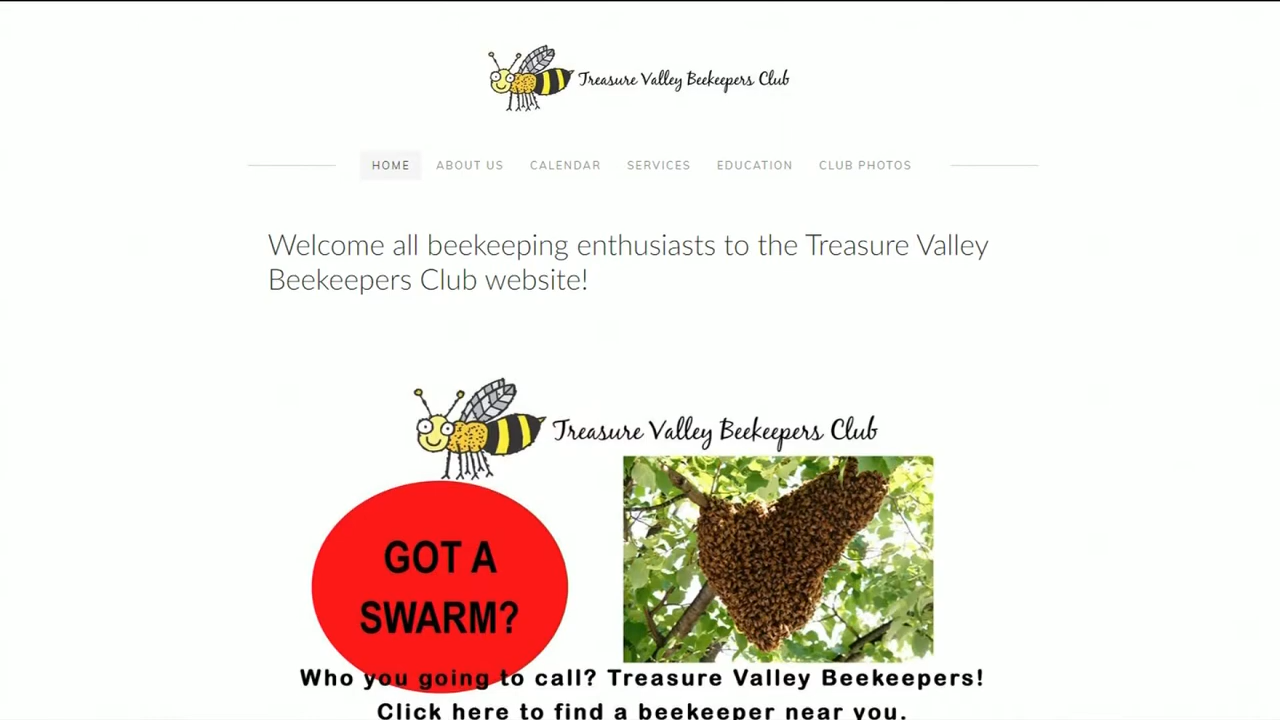 Treasure Valley Beekeepers Club
HOME ABOUT US CALENDAR SERVICES EDUCATION CLUB PHOTOS
Welcome all beekeeping enthusiasts to the Treasure Valley
Beekeepers Club website!
Treasure Valley Beekeepers Club
GOT A
SWARM?
Who you going to call? Treasure Valley Beekeepers!
Click here to find a beekeeper near you.